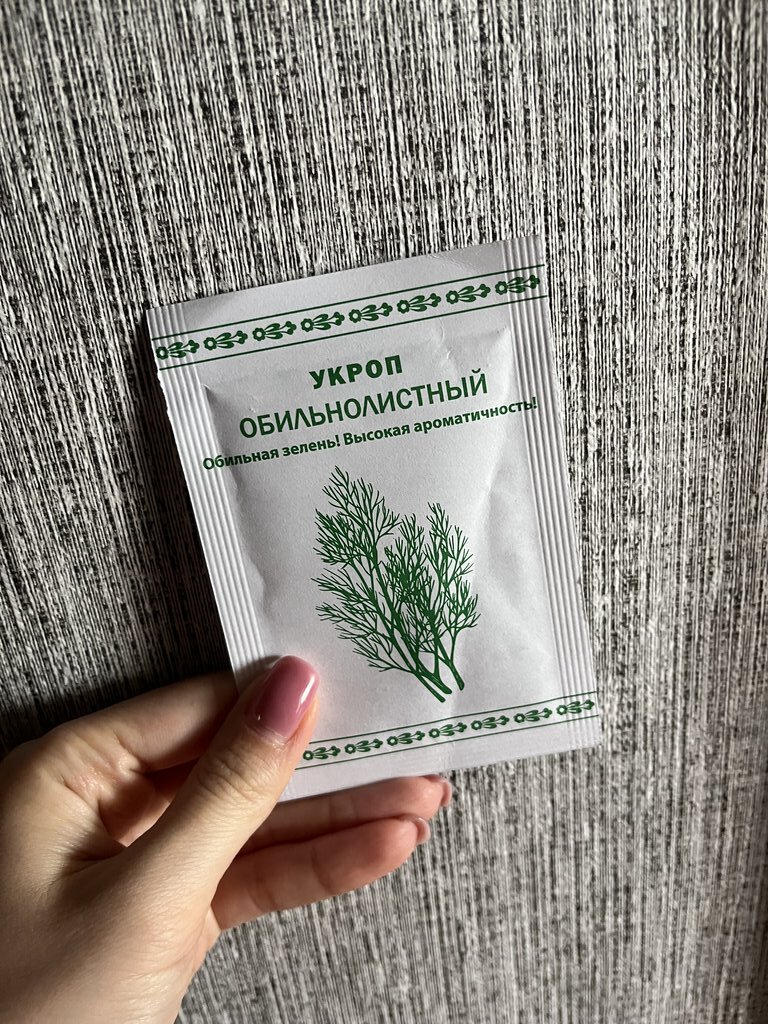 УКРОП
ОБИЛЬНОЛИСТНЫЙ
Обильная зелень! Высокая ароматичность!